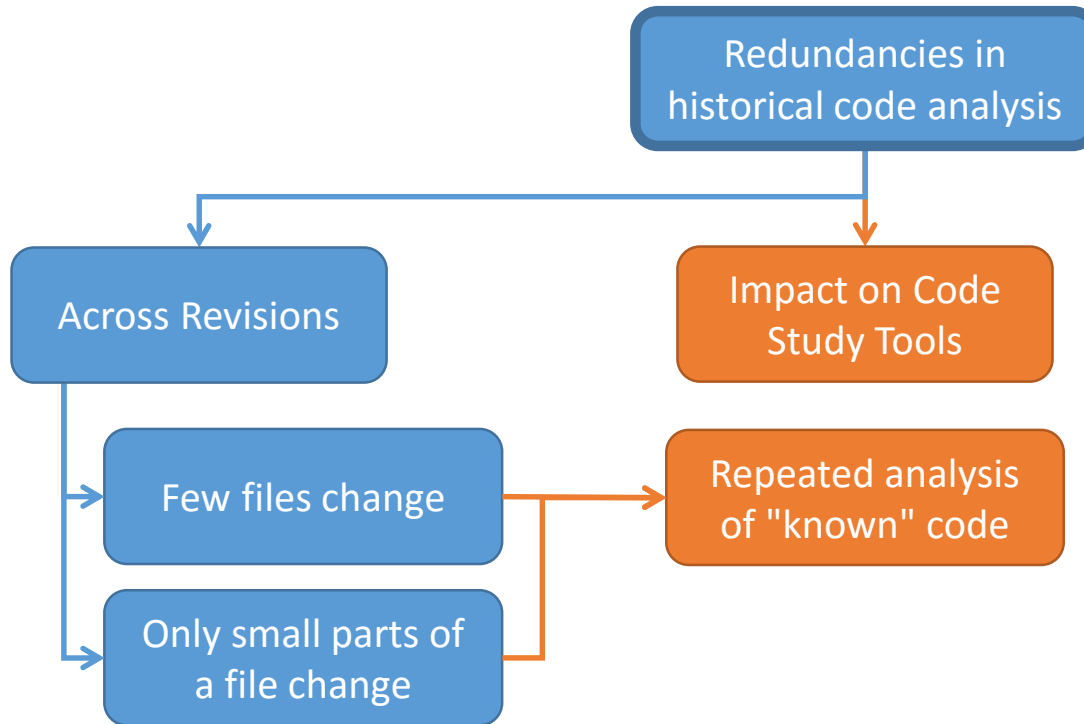 Redundancies in
historical code analysis
Across Revisions
Impact on Code
Study Tools
Few files change
Repeated analysis
of "known" code
Only small parts of
a file change